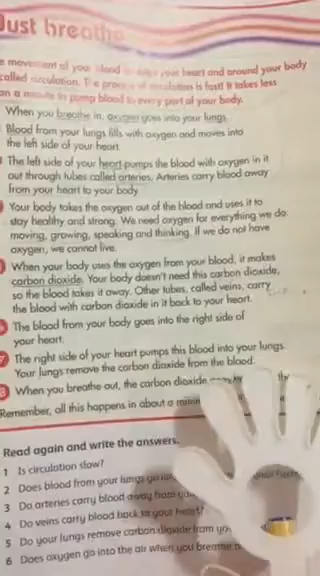 Just breathe
movement of your blood your heart and around your body
called circulation. The process of circulation is fast! It takes less
an a minute to pump blood to every part of your body.
When you breathe in, oxygen goes into your lungs.
Blood from your lungs fills with oxygen and moves into
the left side of your heart.
The left side of your heart pumps the blood with oxygen in it
out through tubes called arteries. Arteries carry blood away
from your heart to your body.
Your body takes the oxygen out of the blood and uses it to
stay healthy and strong. We need oxygen for everything we do:
moving, growing, speaking and thinking. If we do not have
oxygen, we cannot live.
When your body uses the oxygen from your blood, it makes
carbon dioxide. Your body doesn't need this carbon dioxide,
so the blood takes it away. Other tubes, called veins, carry
the blood with carbon dioxide in it back to your heart.
The blood from your body goes into the right side of
your heart.
7 The right side of your heart pumps this blood into your lungs.
Your lungs remove the carbon dioxide from the blood.
8 When you breathe out, the carbon dioxide the
Remember, all this happens in about a
Read again and write the answers.
1 Is circulation slow?
2 Does blood from your lungs go
3 Do arteries carry blood away from
4 Do veins carry blood back to your heart?
5 Do your lungs remove carbon dioxide from
6 Does oxygen go into the air when you breathe